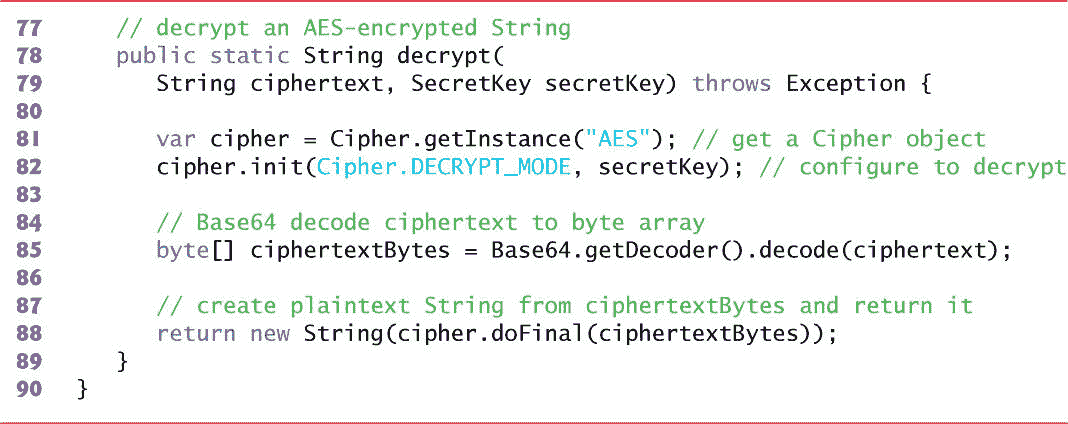 77 // decrypt an AES-encrypted String
78 public static String decrypt(
79 String ciphertext, SecretKey secretKey) throws Exception {
80
81 var cipher = Cipher.getInstance("AES"); // get a Cipher object
82 cipher.init(Cipher.DECRYPT_MODE, secretKey); // configure to decrypt
83
84 // Base64 decode ciphertext to byte array
85 byte[] ciphertextBytes = Base64.getDecoder().decode(ciphertext);
86
87 // create plaintext String from ciphertextBytes and return it
88 return new String(cipher.doFinal(ciphertextBytes));
89 }
90 }